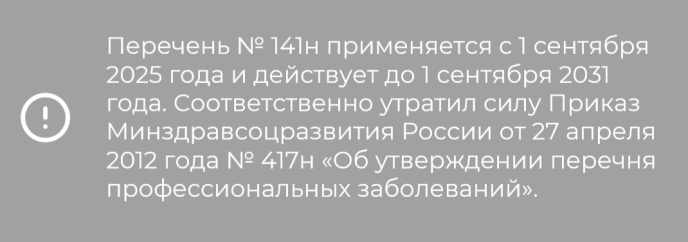 Перечень № 141н применяется с 1 сентября
2025 года и действует до 1 сентября 2031
года. Соответственно утратил силу Приказ
Минздравсоцразвития России от 27 апреля
2012 года № 417н «Об утверждении перечня
профессиональных заболеваний».